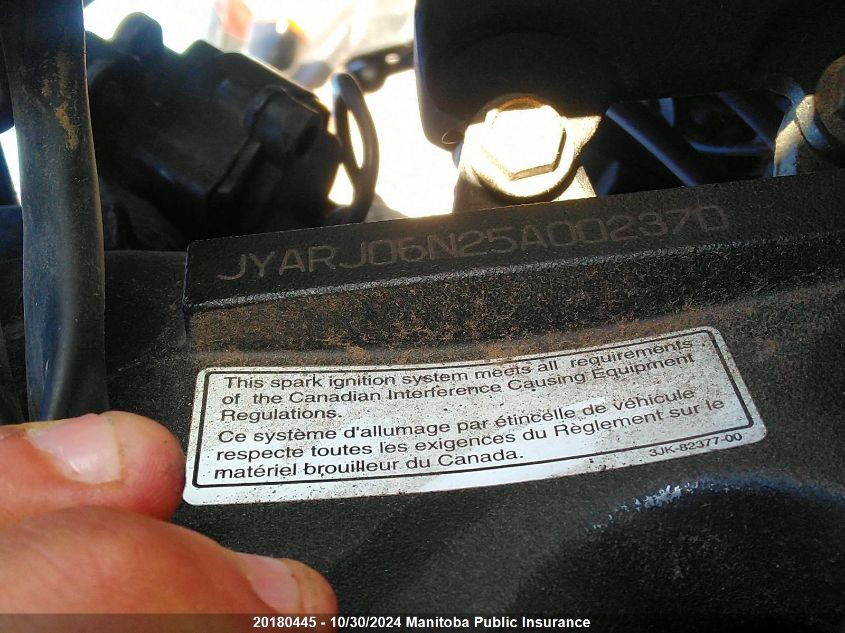 JYARJ06N25A002370
This spark ignition system meets all requirements
of the Canadian Interference Causing Equipment
Regulations.
Ce système d'allumage par étincelle de véhicule
respecte toutes les exigences du Règlement sur le
matériel brouilleur du Canada.
3JK-82377-00
20180445 - 10/30/2024 Manitoba Public Insurance